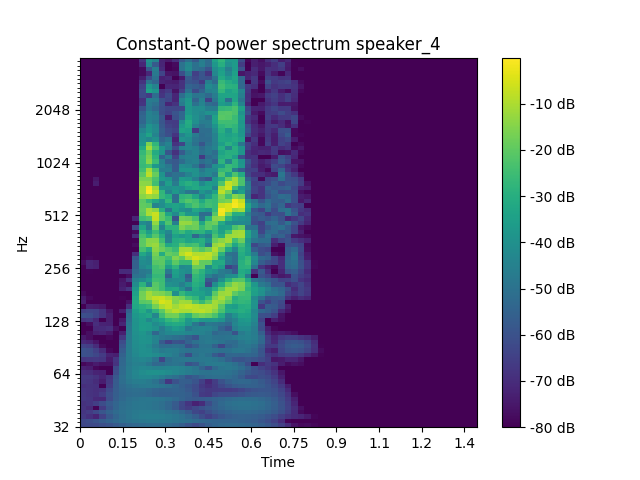 Constant-Q power spectrum speaker_4
Hz
2048
1024
512
256
128
64
32
0 0.15 0.3 0.45 0.6 0.75 0.9 1.1 1.2 1.4
Time
-10 dB
-20 dB
-30 dB
-40 dB
-50 dB
-60 dB
-70 dB
-80 dB